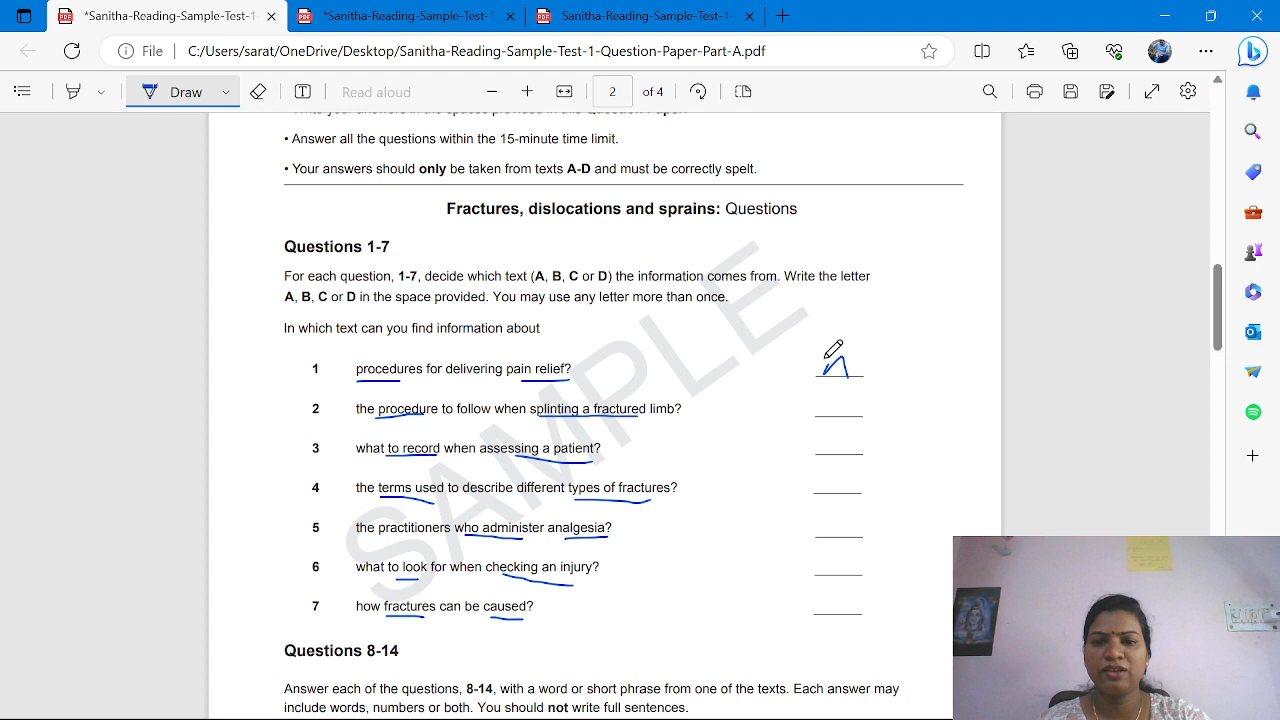 *Sanitha-Reading-Sample-Test-1
*Sanitha-Reading-Sample-Test-1
Sanitha-Reading-Sample-Test-1-
File
C:/Users/sarat/OneDrive/Desktop/Sanitha-Reading-Sample-Test-1-Question-Paper-Part-A.pdf
Draw
Read aloud
2 of 4
• Answer all the questions within the 15-minute time limit.
• Your answers should only be taken from texts A-D and must be correctly spelt.
Fractures, dislocations and sprains: Questions
Questions 1-7
For each question, 1-7, decide which text (A, B, C or D) the information comes from. Write the letter
A, B, C or D in the space provided. You may use any letter more than once.
In which text can you find information about
1 procedures for delivering pain relief?
2 the procedure to follow when splinting a fractured limb?
3 what to record when assessing a patient?
4 the terms used to describe different types of fractures?
5 the practitioners who administer analgesia?
6 what to look for when checking an injury?
7 how fractures can be caused?
Questions 8-14
Answer each of the questions, 8-14, with a word or short phrase from one of the texts. Each answer may
include words, numbers or both. You should not write full sentences.
SAMPLE